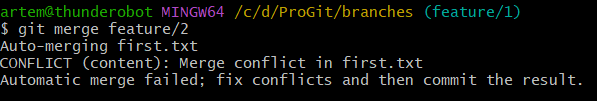 artem@thunderobot MINGW64 /c/d/ProGit/branches (feature/1)
$ git merge feature/2
Auto-merging first.txt
CONFLICT (content): Merge conflict in first.txt
Automatic merge failed; fix conflicts and then commit the result.